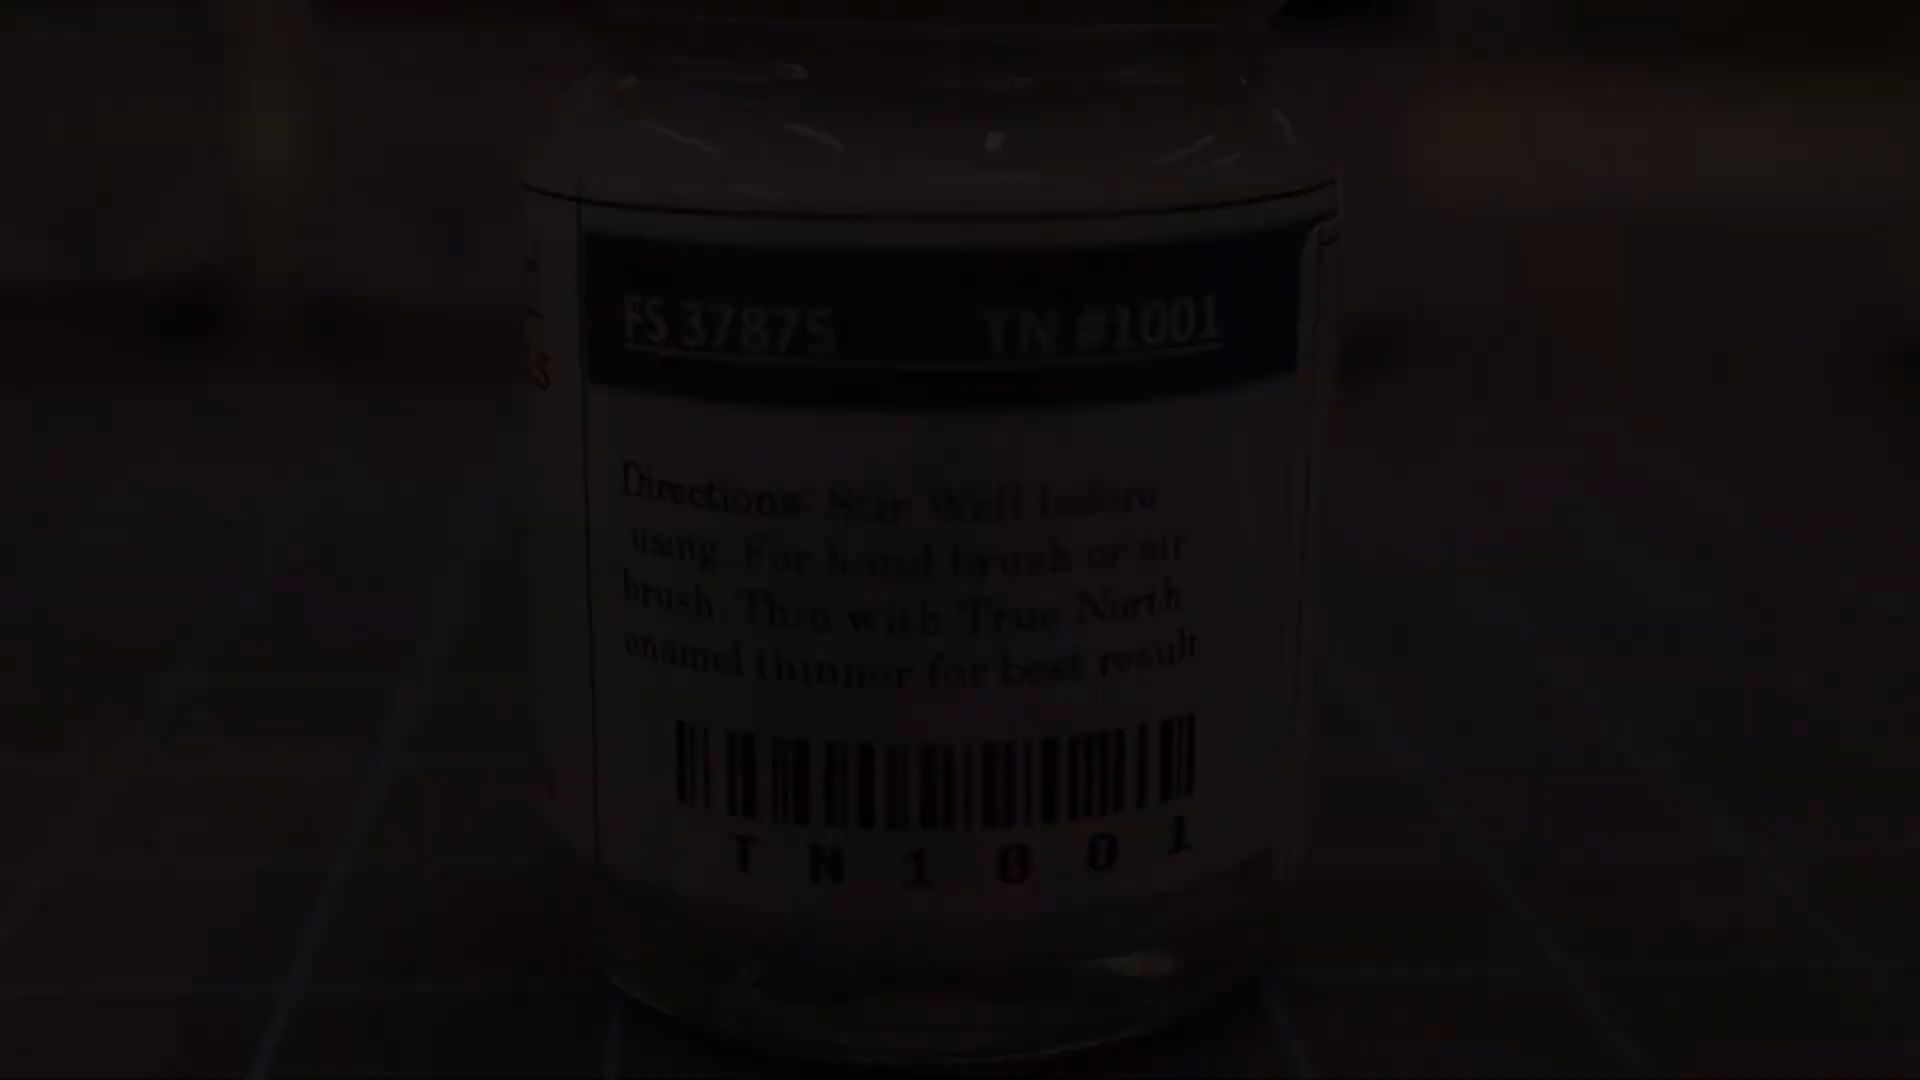 FS 37875 TN #1001
Directions- Stir Well before
using. For hand brush or air
brush. Thin with True North
enamel thinner for best result
TN1001